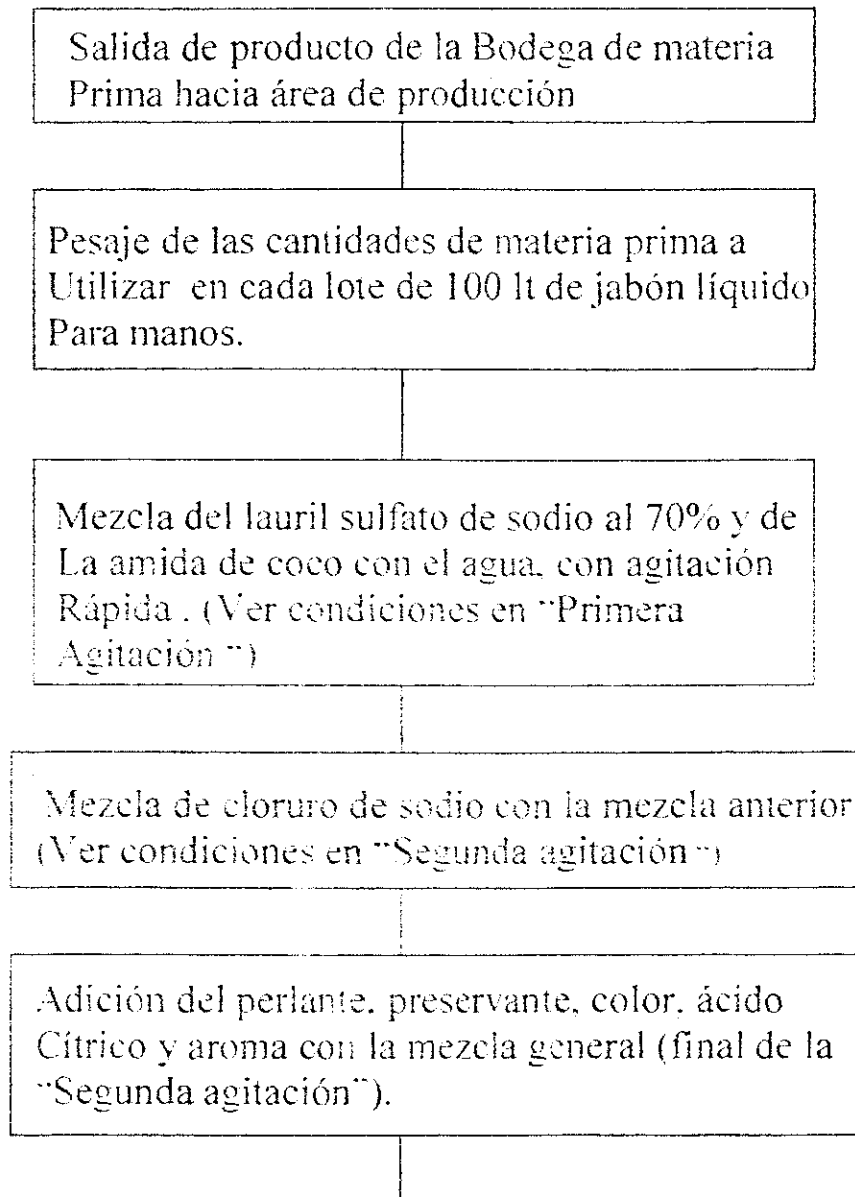 Salida de producto de la Bodega de materia
Prima hacia área de producción
Pesaje de las cantidades de materia prima a
Utilizar en cada lote de 100 lt de jabón líquido
Para manos.
Mezcla del lauril sulfato de sodio al 70% y de
La amida de coco con el agua, con agitación
Rápida . (Ver condiciones en "Primera
Agitación ")
Mezcla de cloruro de sodio con la mezcla anterior
(Ver condiciones en "Segunda agitación ")
Adición del perlante, preservante, color, ácido
Cítrico y aroma con la mezcla general (final de la
"Segunda agitación").